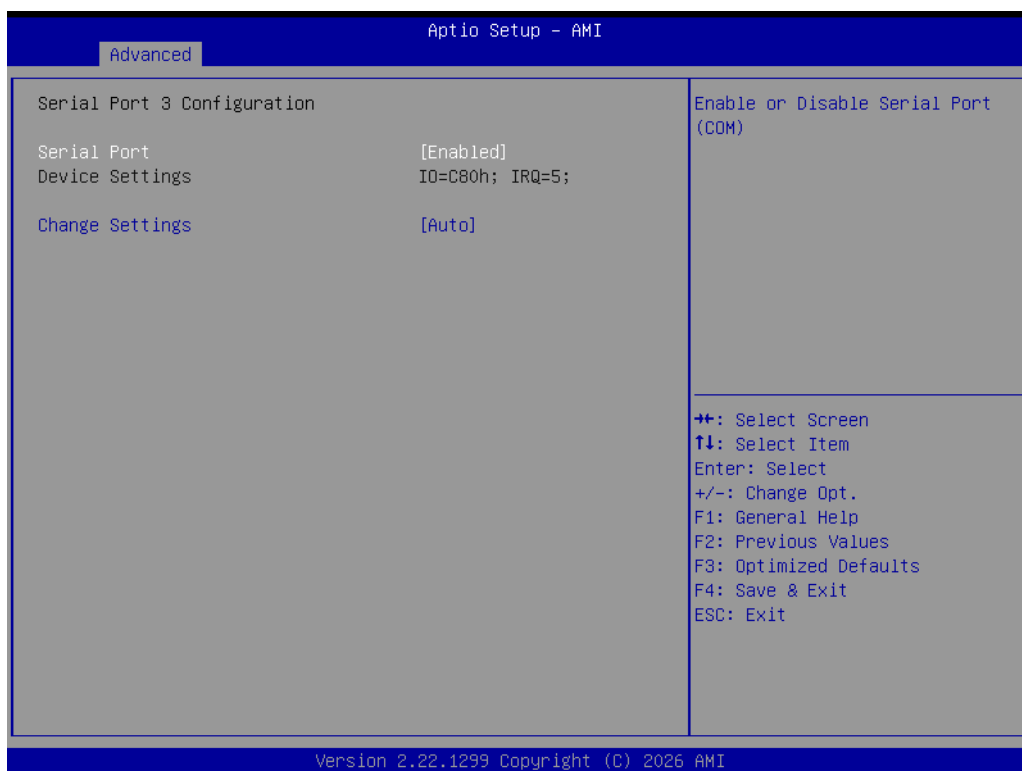 Aptio Setup – AMI
Advanced
Serial Port 3 Configuration
Serial Port [Enabled]
Device Settings IO=C80h; IRQ=5;
Change Settings [Auto]
Enable or Disable Serial Port
(COM)
→←: Select Screen
↑↓: Select Item
Enter: Select
+/-: Change Opt.
F1: General Help
F2: Previous Values
F3: Optimized Defaults
F4: Save & Exit
ESC: Exit
Version 2.22.1299 Copyright (C) 2026 AMI